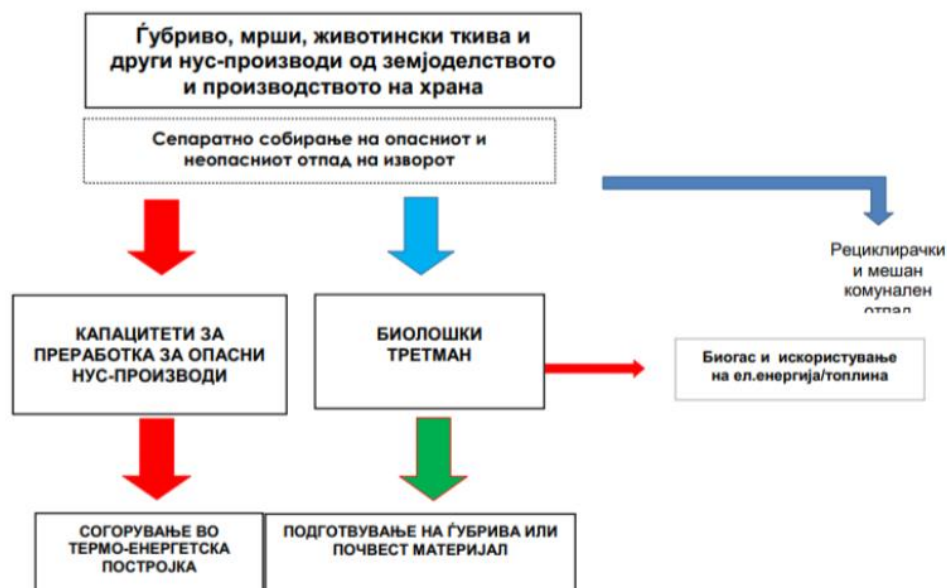 Ѓубриво, мрши, животински ткива и
други нус-производи од земјоделството
и производството на храна
Сепаратно собирање на опасниот и
неопасниот отпад на изворот
Рециклирачки
и мешан
комунален
отпад
КАПАЦИТЕТИ ЗА
ПРЕРАБОТКА ЗА ОПАСНИ
НУС-ПРОИЗВОДИ
БИОЛОШКИ
ТРЕТМАН
Биогас и искористување
на ел.енергија/топлина
СОГОРУВАЊЕ ВО
ТЕРМО-ЕНЕРГЕТСКА
ПОСТРОЈКА
ПОДГОТВУВАЊЕ НА ЃУБРИВА ИЛИ
ПОЧВЕСТ МАТЕРИЈАЛ